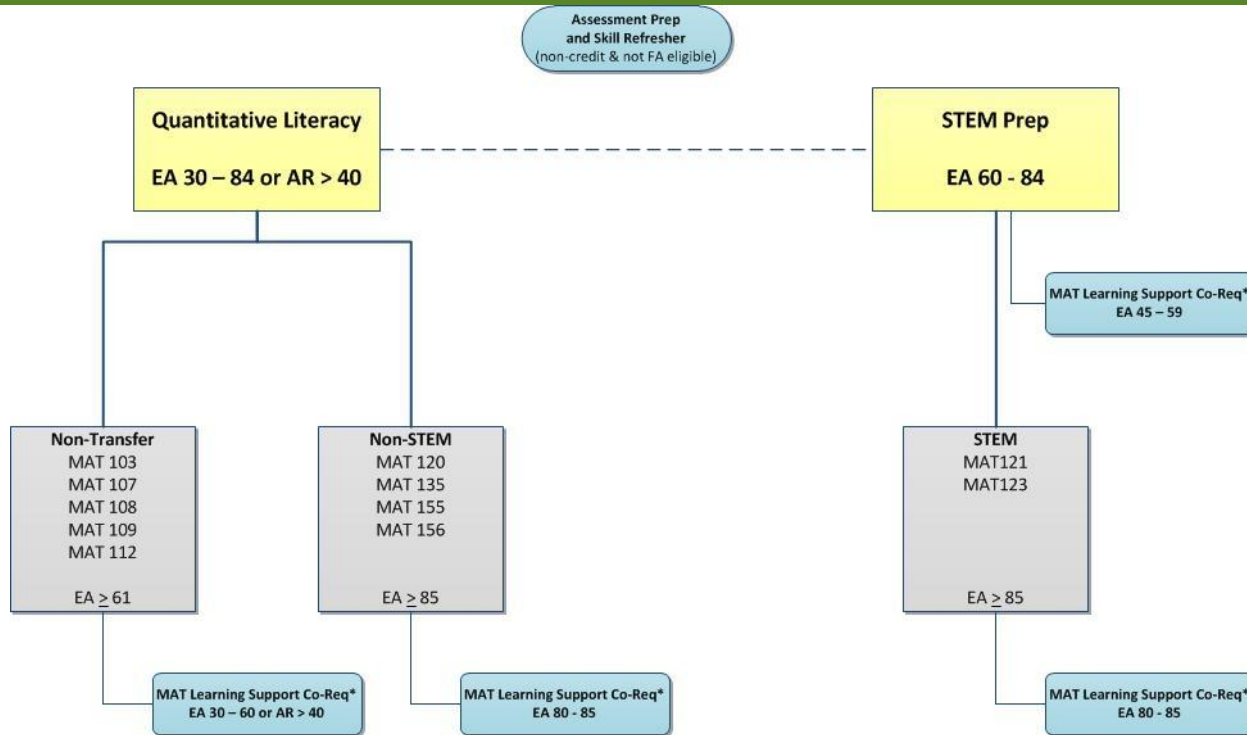 Assessment Prep
and Skill Refresher
(non-credit & not FA eligible)
Quantitative Literacy
EA 30 – 84 or AR > 40
STEM Prep
EA 60 - 84
MAT Learning Support Co-Req*
EA 45 – 59
Non-Transfer
MAT 103
MAT 107
MAT 108
MAT 109
MAT 112
EA ≥ 61
Non-STEM
MAT 120
MAT 135
MAT 155
MAT 156
EA ≥ 85
STEM
MAT121
MAT123
EA ≥ 85
MAT Learning Support Co-Req*
EA 30 – 60 or AR > 40
MAT Learning Support Co-Req*
EA 80 - 85
MAT Learning Support Co-Req*
EA 80 - 85